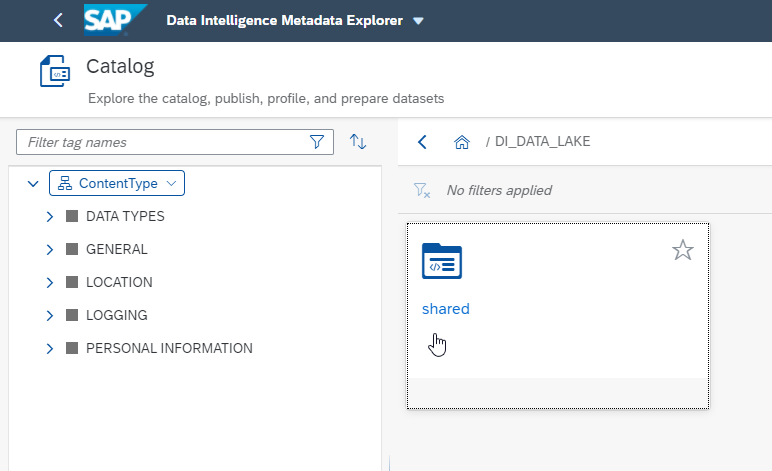 SAP Data Intelligence Metadata Explorer
Catalog
Explore the catalog, publish, profile, and prepare datasets
Filter tag names
ContentType
DATA TYPES
GENERAL
LOCATION
LOGGING
PERSONAL INFORMATION
/ DI_DATA_LAKE
No filters applied
shared